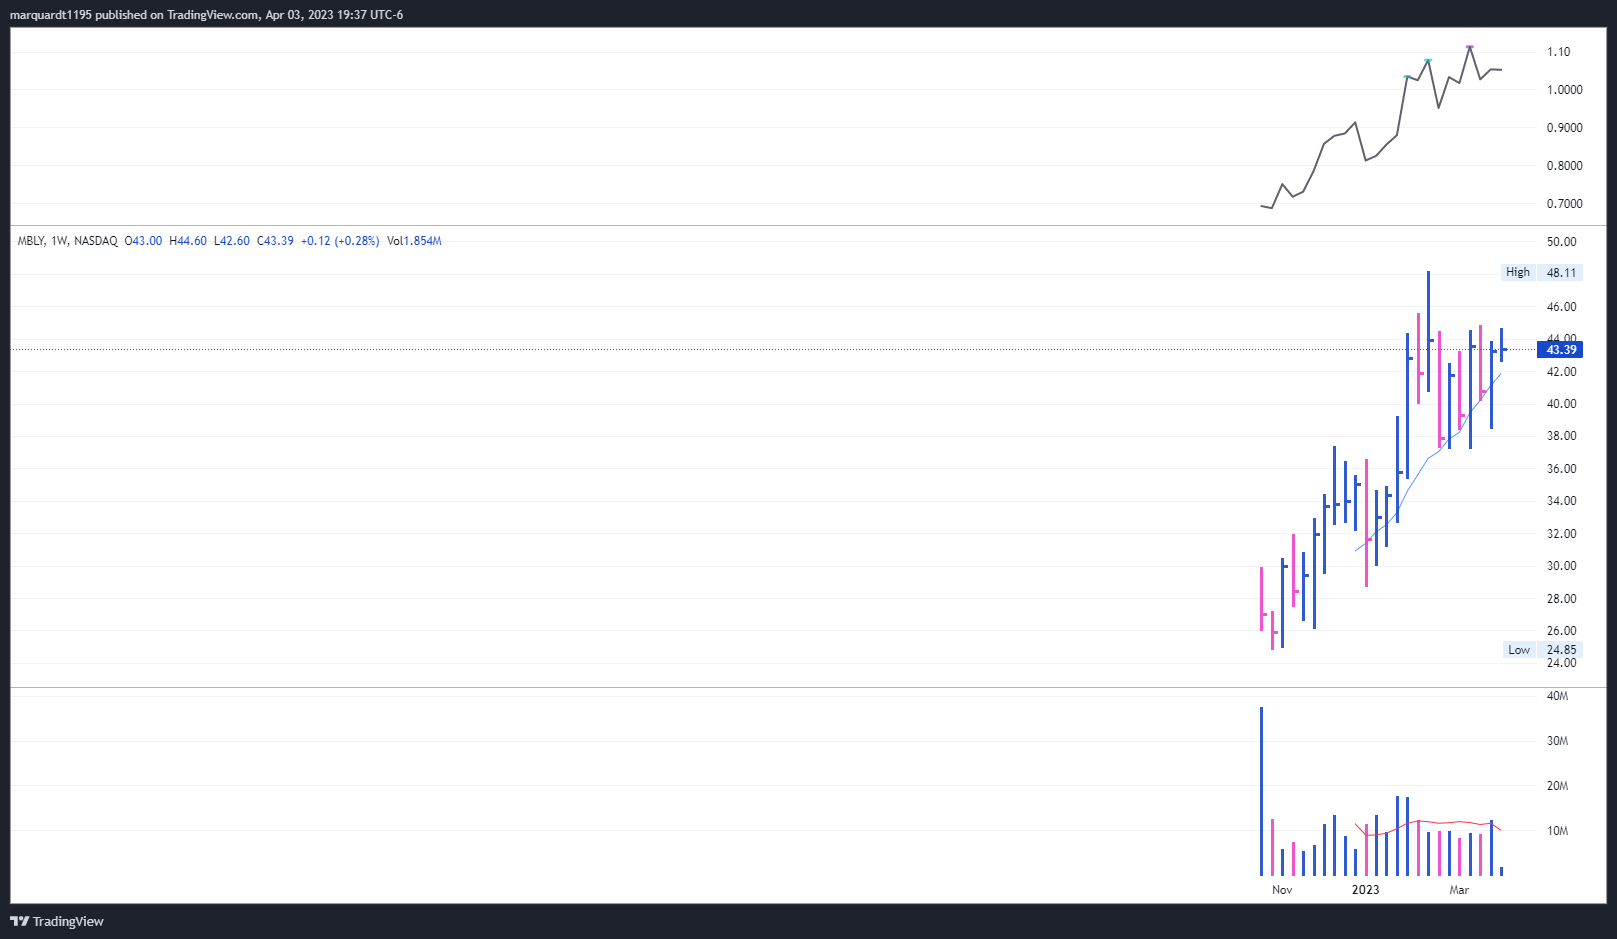 marquardt1195 published on TradingView.com, Apr 03, 2023 19:37 UTC-6
1.10
1.0000
0.9000
0.8000
0.7000
MBLY, 1W, NASDAQ O43.00 H44.60 L42.60 C43.39 +0.12 (+0.28%) Vol1.854M
50.00
High 48.11
46.00
44.00
43.39
42.00
40.00
38.00
36.00
34.00
32.00
30.00
28.00
26.00
Low 24.85
24.00
40M
30M
20M
10M
Nov 2023 Mar
TradingView